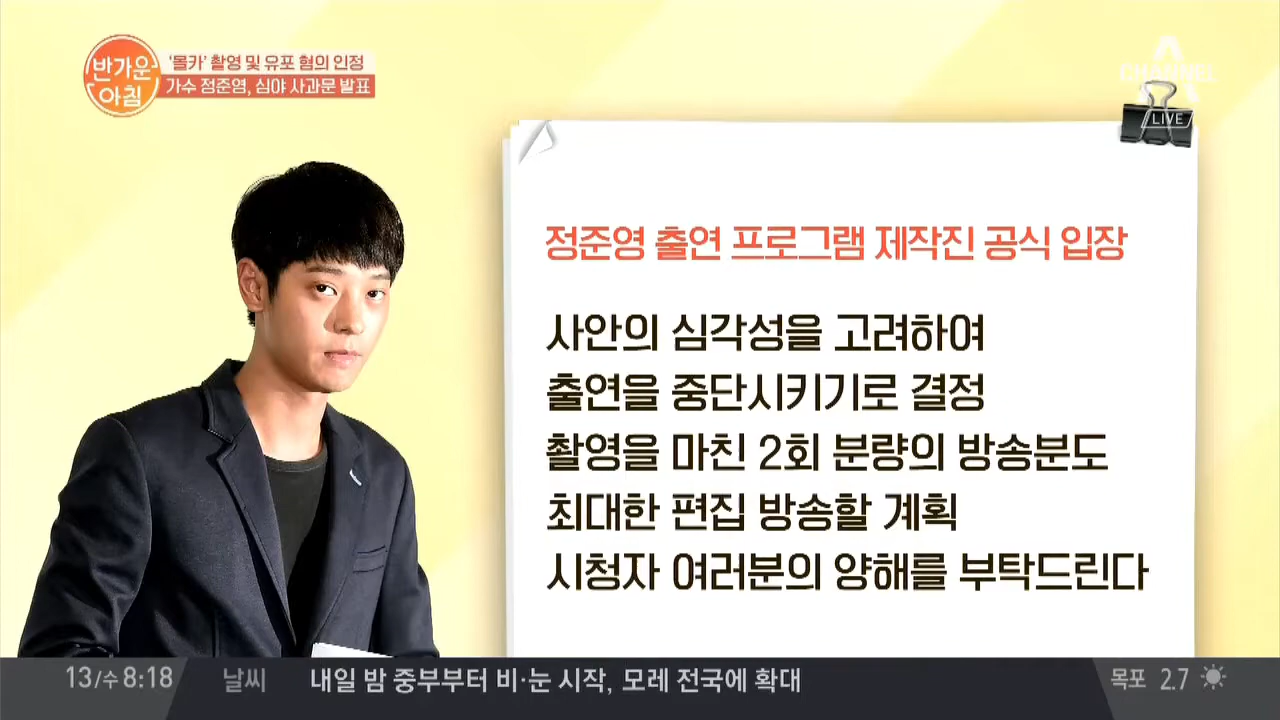 반가운
아침
'몰카' 촬영 및 유포 혐의 인정
가수 정준영, 심야 사과문 발표
CHANNEL A
LIVE
정준영 출연 프로그램 제작진 공식 입장
사안의 심각성을 고려하여
출연을 중단시키기로 결정
촬영을 마친 2회 분량의 방송분도
최대한 편집 방송할 계획
시청자 여러분의 양해를 부탁드린다
13/수 8:18 날씨 내일 밤 중부부터 비·눈 시작, 모레 전국에 확대 목포 2.7